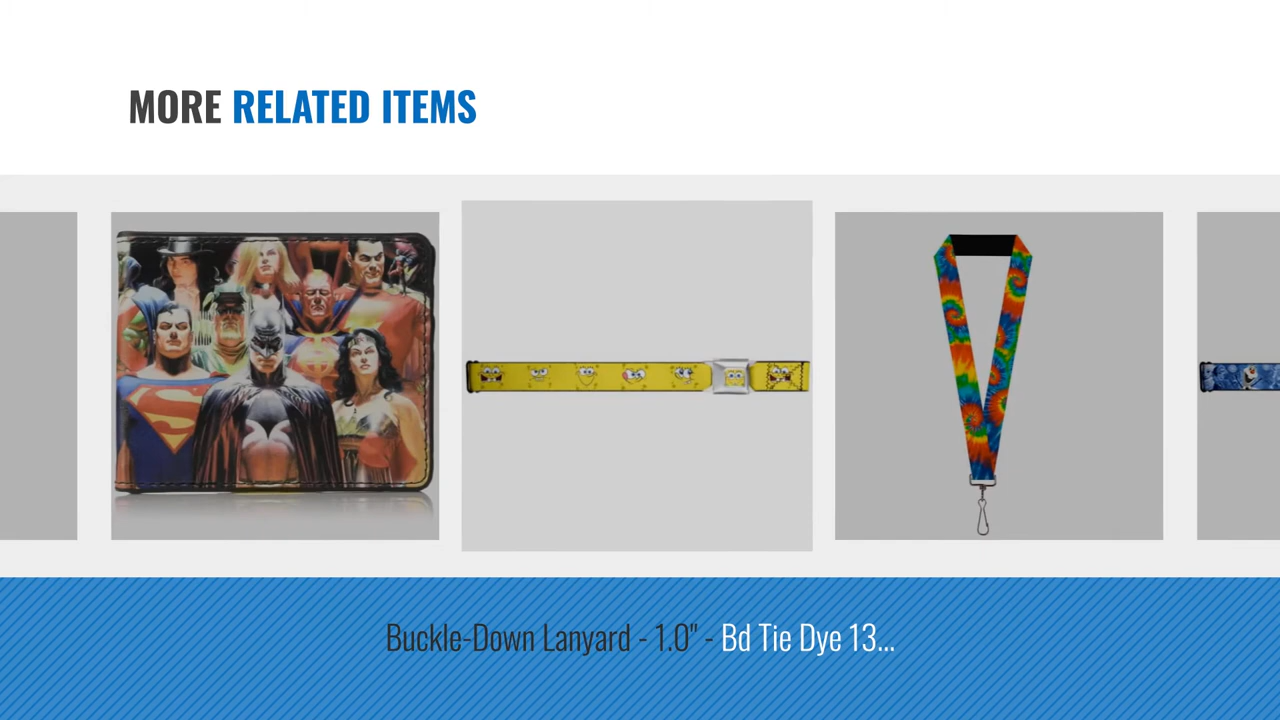 MORE RELATED ITEMS
Buckle-Down Lanyard - 1.0" - Bd Tie Dye 13...